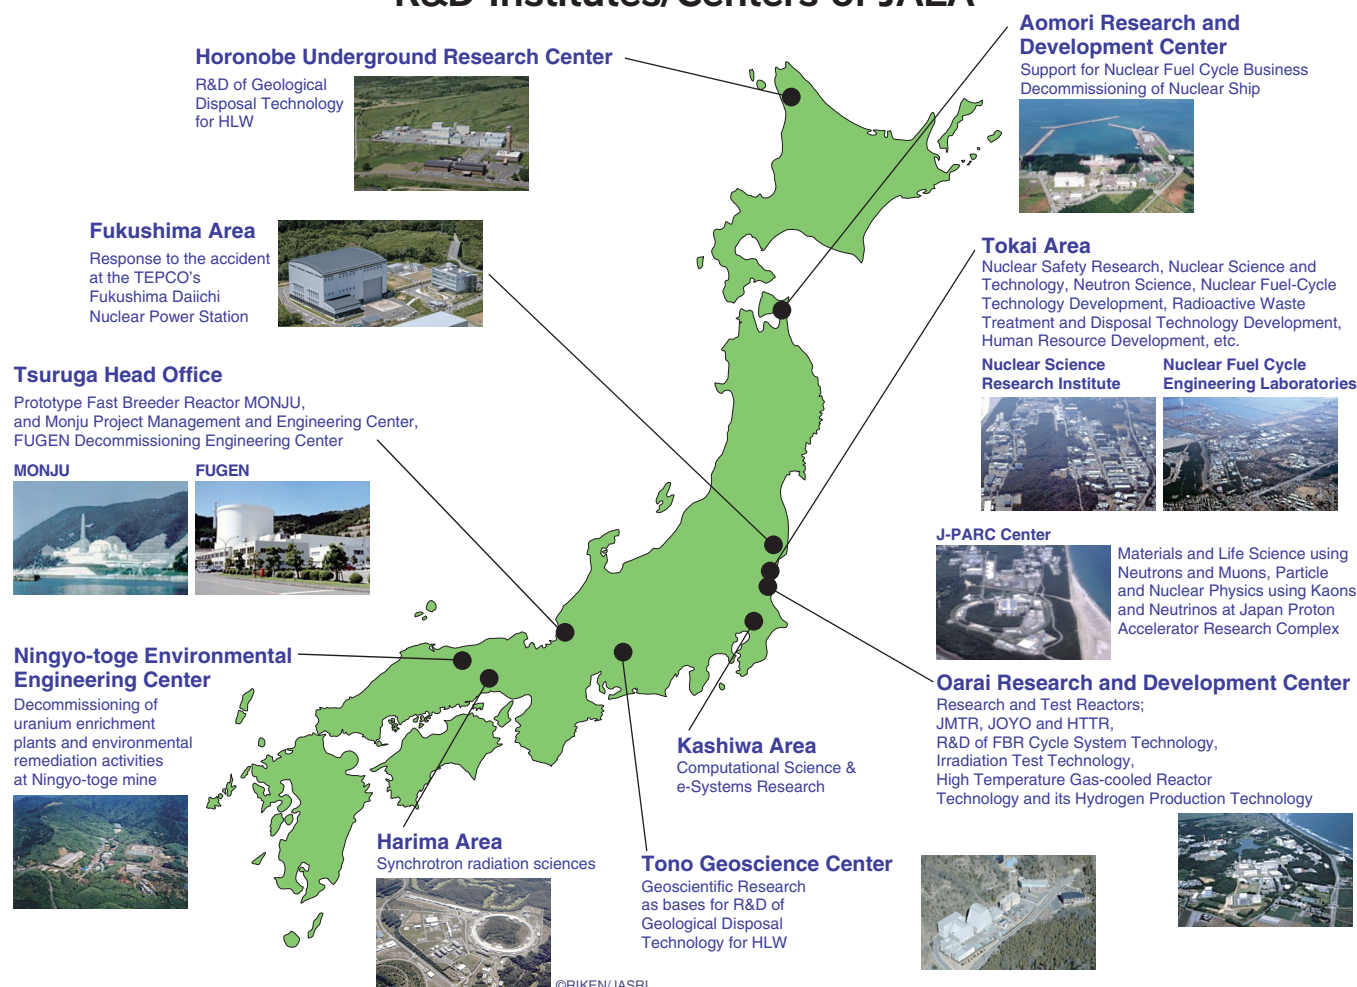 R&D Institutes/Centers of JAEA
Horonobe Underground Research Center
R&D of Geological
Disposal Technology
for HLW
Aomori Research and
Development Center
Support for Nuclear Fuel Cycle Business
Decommissioning of Nuclear Ship
Fukushima Area
Response to the accident
at the TEPCO's
Fukushima Daiichi
Nuclear Power Station
Tokai Area
Nuclear Safety Research, Nuclear Science and
Technology, Neutron Science, Nuclear Fuel-Cycle
Technology Development, Radioactive Waste
Treatment and Disposal Technology Development,
Human Resource Development, etc.
Nuclear Science
Research Institute
Nuclear Fuel Cycle
Engineering Laboratories
Tsuruga Head Office
Prototype Fast Breeder Reactor MONJU,
and Monju Project Management and Engineering Center,
FUGEN Decommissioning Engineering Center
MONJU
FUGEN
J-PARC Center
Materials and Life Science using
Neutrons and Muons, Particle
and Nuclear Physics using Kaons
and Neutrinos at Japan Proton
Accelerator Research Complex
Ningyo-toge Environmental
Engineering Center
Decommissioning of
uranium enrichment
plants and environmental
remediation activities
at Ningyo-toge mine
Oarai Research and Development Center
Research and Test Reactors;
JMTR, JOYO and HTTR,
R&D of FBR Cycle System Technology,
Irradiation Test Technology,
High Temperature Gas-cooled Reactor
Technology and its Hydrogen Production Technology
Kashiwa Area
Computational Science &
e-Systems Research
Harima Area
Synchrotron radiation sciences
©RIKEN/JASRI
Tono Geoscience Center
Geoscientific Research
as bases for R&D of
Geological Disposal
Technology for HLW